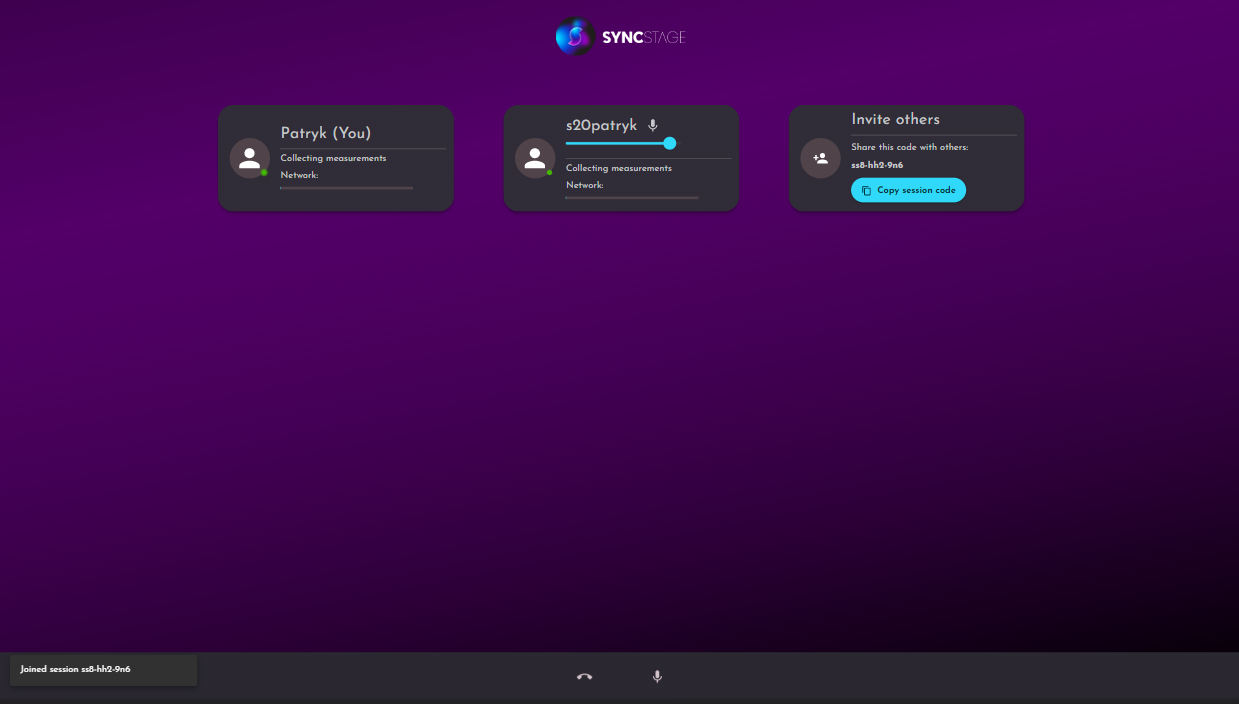 SYNCSTAGE
Patryk (You)
Collecting measurements
Network:
s20patryk
Collecting measurements
Network:
Invite others
Share this code with others:
ss8-hh2-9n6
Copy session code
Joined session ss8-hh2-9n6